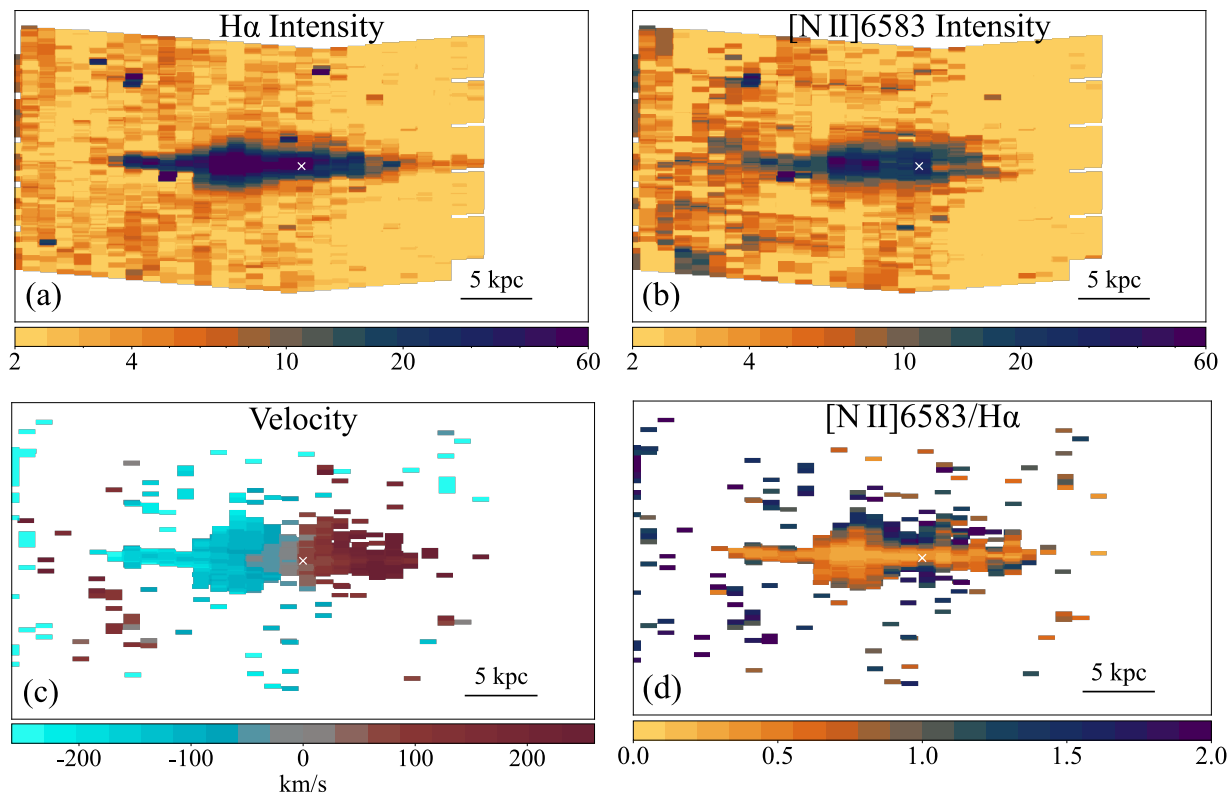 Hα Intensity
[N II]6583 Intensity
(a)
5 kpc
(b)
5 kpc
2 4 10 20 60
2 4 10 20 60
Velocity
[N II]6583/Hα
(c)
5 kpc
(d)
5 kpc
-200 -100 0 100 200
km/s
0.0 0.5 1.0 1.5 2.0